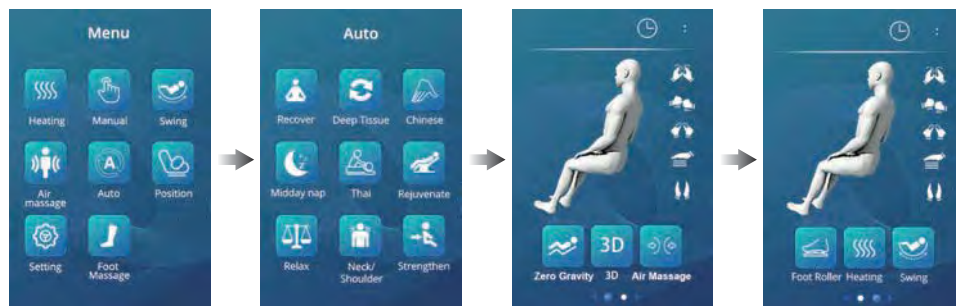 Menu
Heating Manual Swing
Air
massage
Auto Position
A
Setting
Foot
Massage
Auto
Recover Deep Tissue Chinese
Midday nap Thai Rejuvenate
Relax Neck/
Shoulder
Strengthen
:
3D
Zero Gravity 3D Air Massage
:
Foot Roller Heating Swing